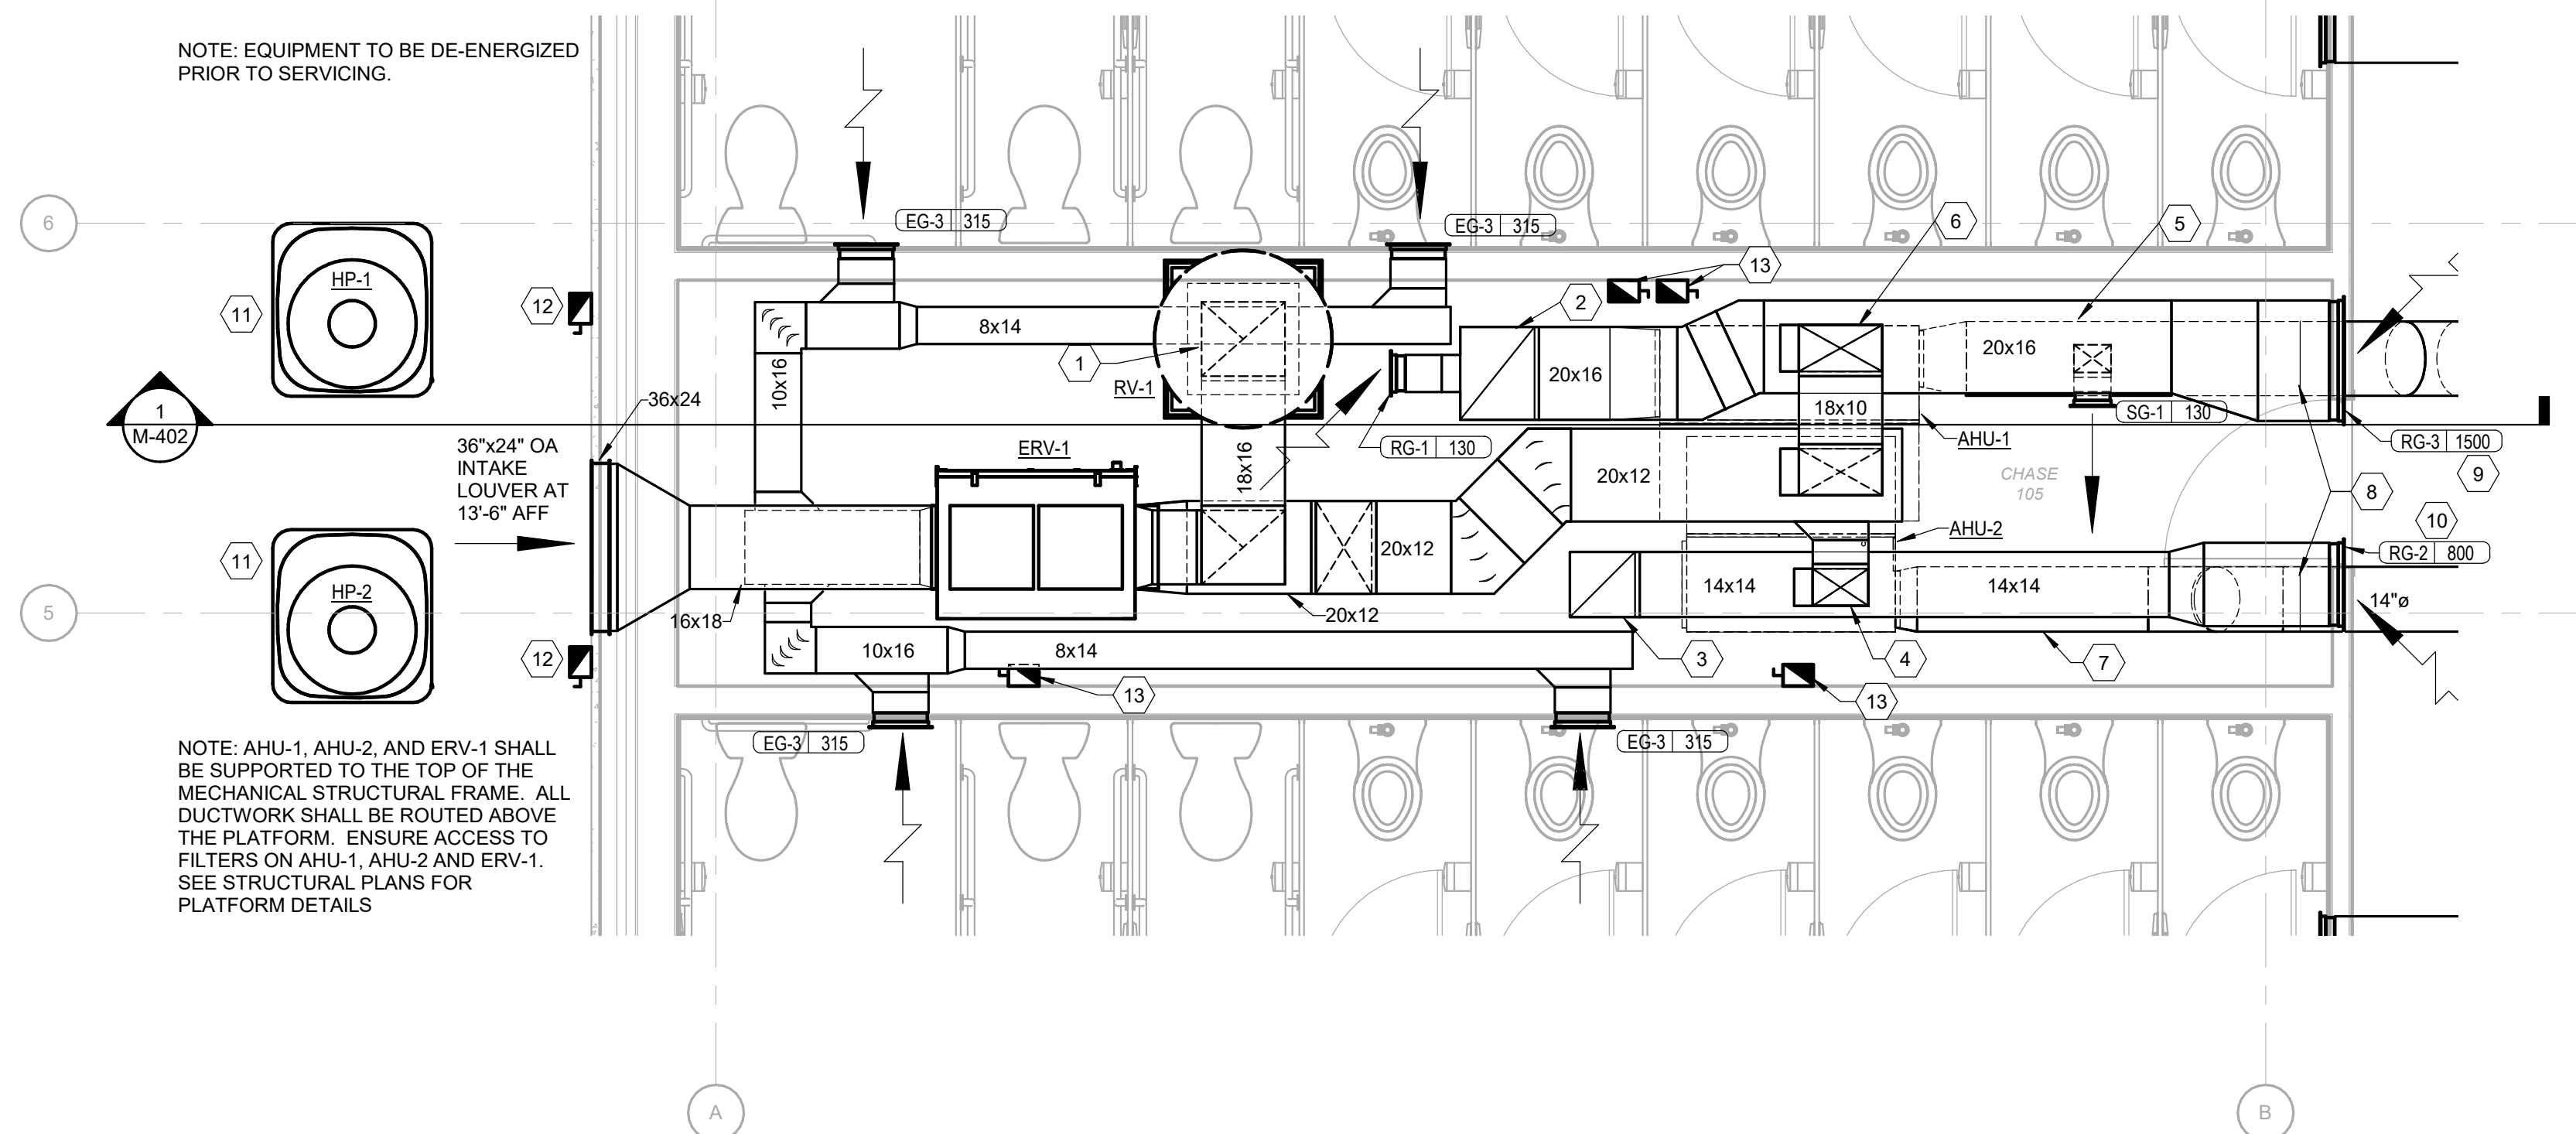 NOTE: EQUIPMENT TO BE DE-ENERGIZED
PRIOR TO SERVICING.
6
HP-1
11
12
1
M-402
36x24
36"x24" OA
INTAKE
LOUVER AT
13'-6" AFF
5
HP-2
11
12
NOTE: AHU-1, AHU-2, AND ERV-1 SHALL
BE SUPPORTED TO THE TOP OF THE
MECHANICAL STRUCTURAL FRAME. ALL
DUCTWORK SHALL BE ROUTED ABOVE
THE PLATFORM. ENSURE ACCESS TO
FILTERS ON AHU-1, AHU-2 AND ERV-1.
SEE STRUCTURAL PLANS FOR
PLATFORM DETAILS
EG-3 315
EG-3 315
8x14
10x16
1
RV-1
18x16
ERV-1
16x18
20x12
20x12
20x12
10x16
8x14
13
EG-3 315
EG-3 315
2
13
6
5
20x16
20x16
18x10
RG-1 130
SG-1 130
AHU-1
CHASE
105
RG-3 1500
9
8
10
RG-2 800
AHU-2
14x14
14x14
14"ø
3
4
7
13
A
B